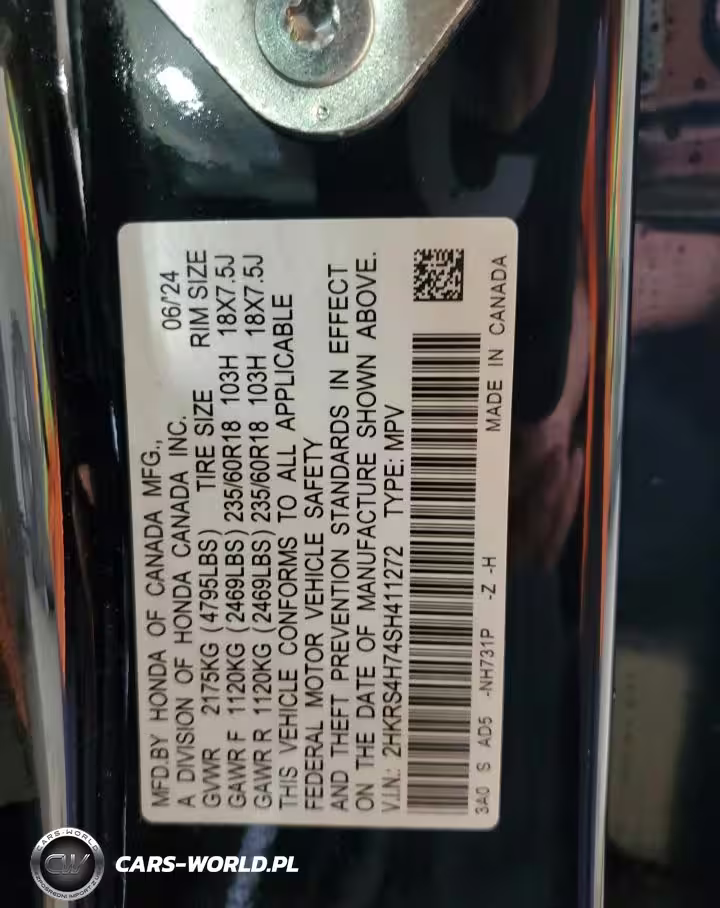 MFD.BY HONDA OF CANADA MFG.,
A DIVISION OF HONDA CANADA INC. 06/'24
GVWR 2175KG (4795LBS) TIRE SIZE RIM SIZE
GAWR F 1120KG (2469LBS) 235/60R18 103H 18X7.5J
GAWR R 1120KG (2469LBS) 235/60R18 103H 18X7.5J
THIS VEHICLE CONFORMS TO ALL APPLICABLE
FEDERAL MOTOR VEHICLE SAFETY
AND THEFT PREVENTION STANDARDS IN EFFECT
ON THE DATE OF MANUFACTURE SHOWN ABOVE.
V.I.N.: 2HKRS4H74SH411272 TYPE: MPV
3A0 S AD5 -NH731P -Z -H MADE IN CANADA
CARS-WORLD
CW
CARS-WORLD.PL